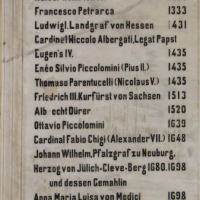 Francesco Petrarca 1333
Ludwig I. Landgraf von Hessen 1431
Cardinel Niccolo Albergati, Legat Papst
Eugen's IV. 1435
Enéo Silvio Piccolomini (Pius II.) 1435
Thomaso Parentucelli (Nicolaus V.) 1435
Friedrich III. Kurfürst von Sachsen 1513
Albrecht Dürer 1520
Ottavio Piccolomini 1639
Cardinal Fabio Chigi (Alexander VII.) 1648
Johann Wilhelm, Pfalzgraf zu Neuburg,
Herzog von Jülich-Cleve-Berg 1680. 1698
und dessen Gemahlin
Anna Maria Luisa von Medici 1698